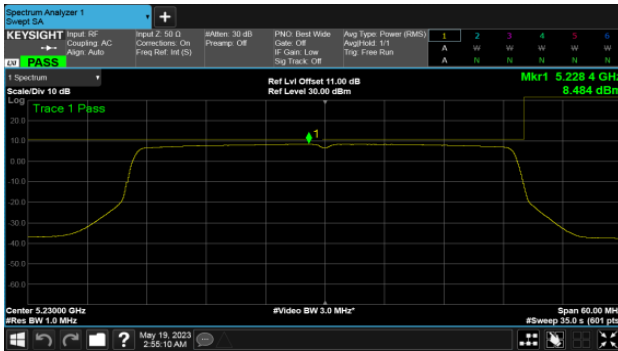 Spectrum Analyzer 1
Swept SA
+
KEYSIGHT
Input: RF
Coupling: AC
Align: Auto
Input Z: 50 Ω
Corrections: On
Freq Ref: Int (S)
#Atten: 30 dB
Preamp: Off
PNO: Best Wide
Gate: Off
IF Gain: Low
Sig Track: Off
Avg Type: Power (RMS)
Avg|Hold: 1/1
Trig: Free Run
1 2 3 4 5 6
A W W W W W
A N N N N N
LXI PASS
1 Spectrum
Scale/Div 10 dB
Ref Lvl Offset 11.00 dB
Ref Level 30.00 dBm
Mkr1 5.228 4 GHz
8.484 dBm
Log
Trace 1 Pass
20.0
10.0
1
0.00
-10.0
-20.0
-30.0
-40.0
-50.0
-60.0
Center 5.23000 GHz
#Res BW 1.0 MHz
#Video BW 3.0 MHz*
Span 60.00 MH
#Sweep 35.0 s (601 pts
?
May 19, 2023
2:55:10 AM